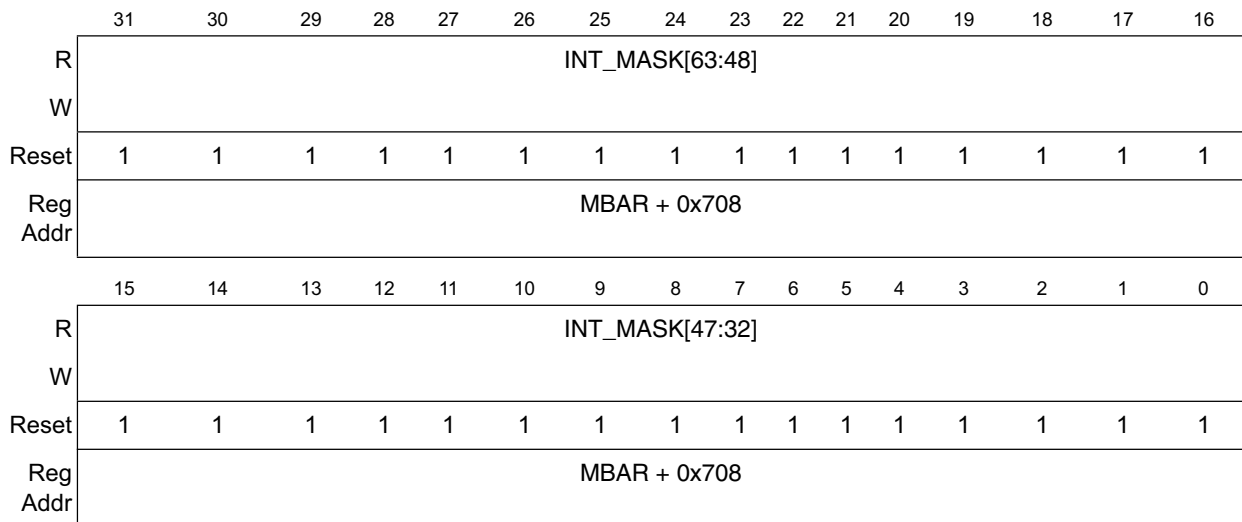 31 30 29 28 27 26 25 24 23 22 21 20 19 18 17 16
R INT_MASK[63:48]
W
Reset 1 1 1 1 1 1 1 1 1 1 1 1 1 1 1 1
Reg MBAR + 0x708
Addr
15 14 13 12 11 10 9 8 7 6 5 4 3 2 1 0
R INT_MASK[47:32]
W
Reset 1 1 1 1 1 1 1 1 1 1 1 1 1 1 1 1
Reg MBAR + 0x708
Addr